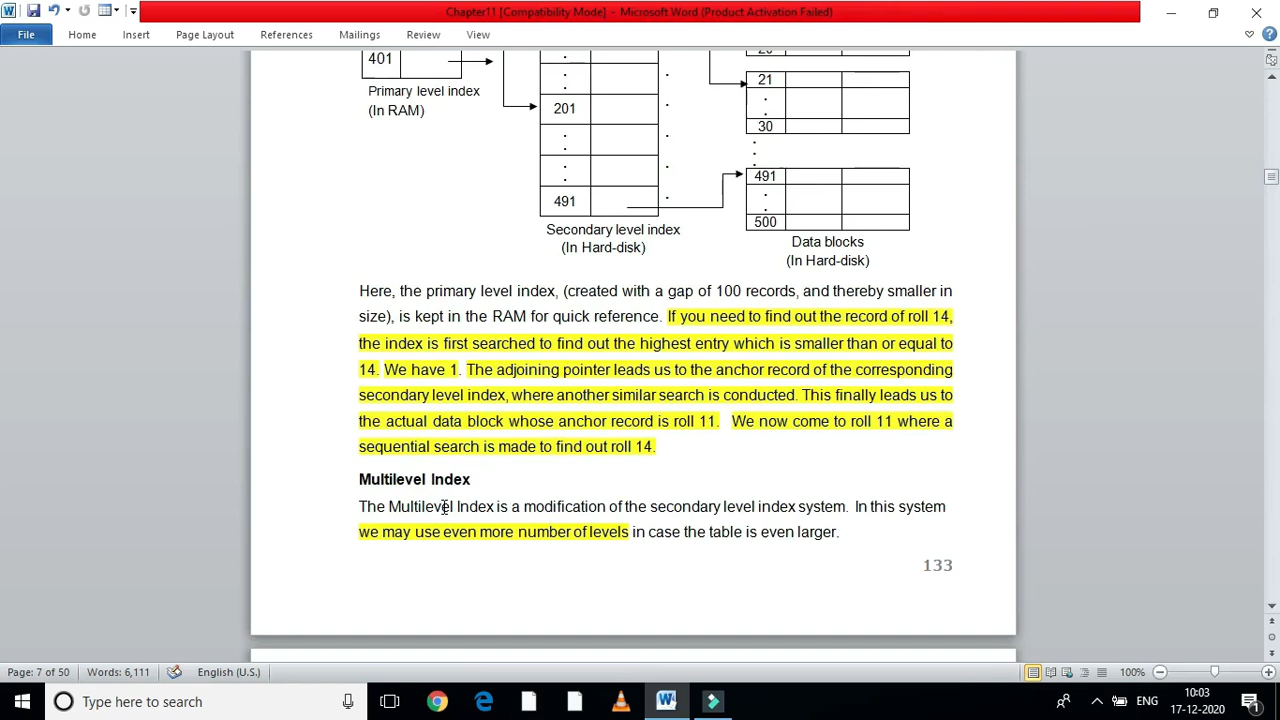 Chapter11 [Compatibility Mode] - Microsoft Word (Product Activation Failed)
File Home Insert Page Layout References Mailings Review View
401
Primary level index
(In RAM)
201
491
Secondary level index
(In Hard-disk)
21
30
491
500
Data blocks
(In Hard-disk)
Here, the primary level index, (created with a gap of 100 records, and thereby smaller in
size), is kept in the RAM for quick reference. If you need to find out the record of roll 14,
the index is first searched to find out the highest entry which is smaller than or equal to
14. We have 1. The adjoining pointer leads us to the anchor record of the corresponding
secondary level index, where another similar search is conducted. This finally leads us to
the actual data block whose anchor record is roll 11. We now come to roll 11 where a
sequential search is made to find out roll 14.
Multilevel Index
The Multilevel Index is a modification of the secondary level index system. In this system
we may use even more number of levels in case the table is even larger.
133
Page: 7 of 50 Words: 6,111 English (U.S.) 100%
Type here to search
ENG
10:03
17-12-2020